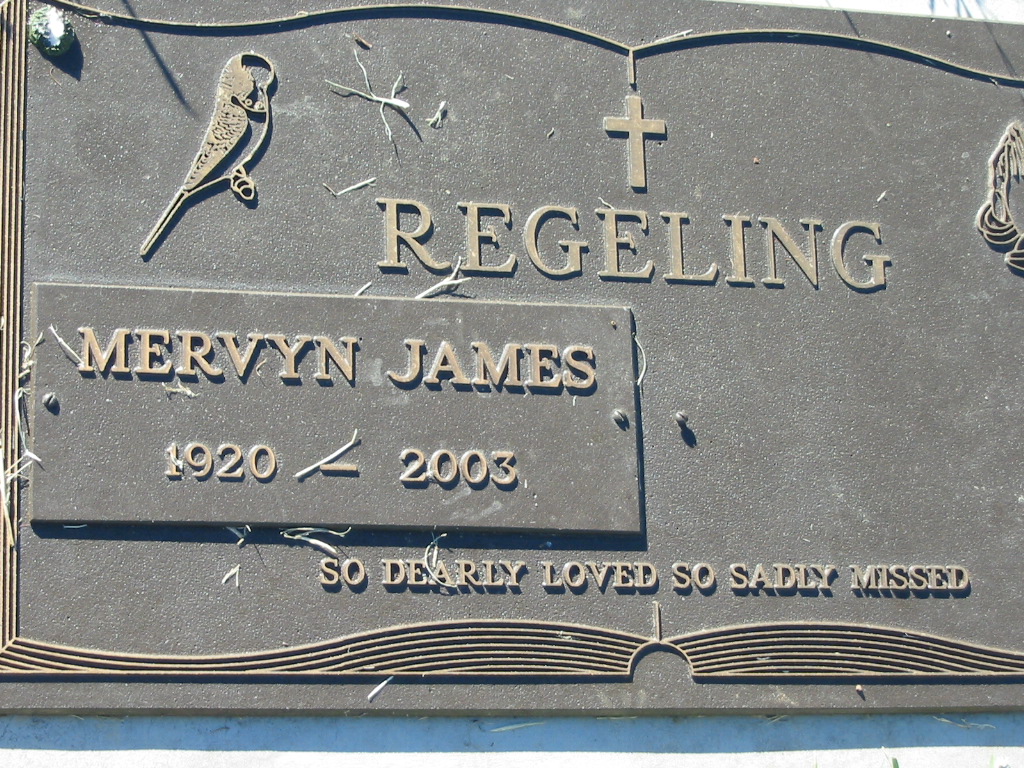 REGELING
MERVYN JAMES
1920 — 2003
SO DEARLY LOVED SO SADLY MISSED